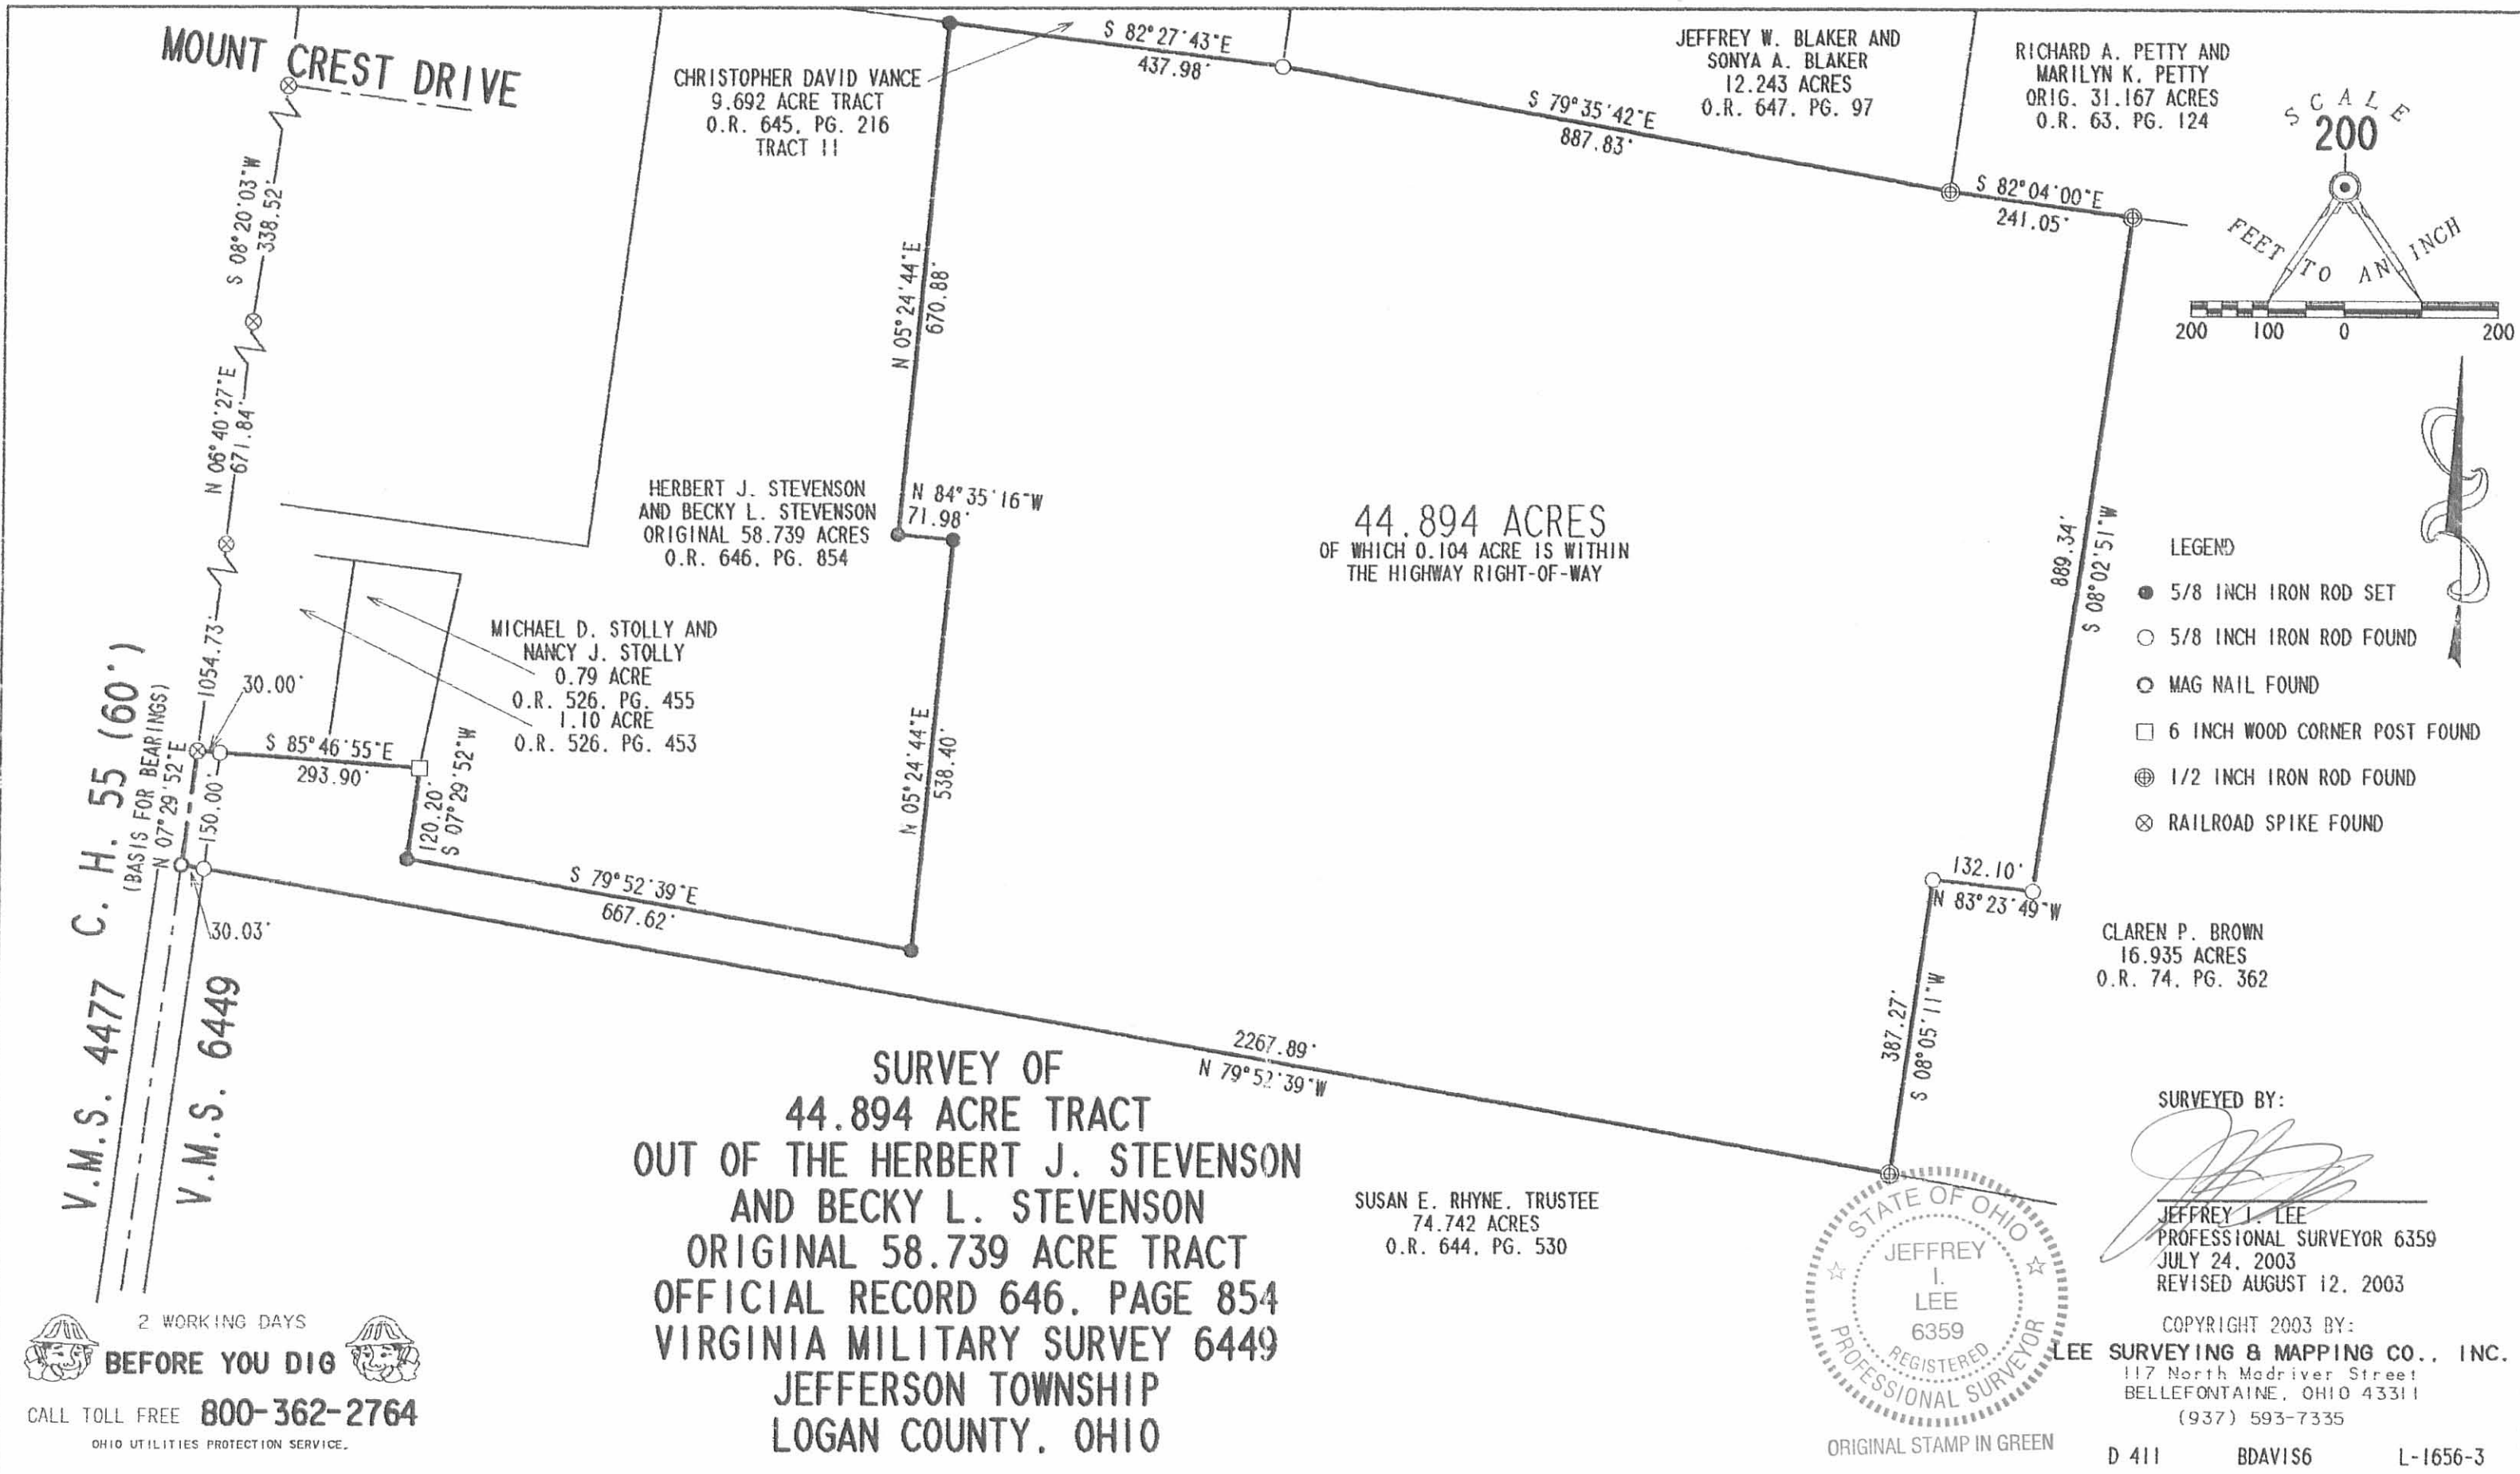 MOUNT CREST DRIVE
S 82°27'43"E
437.98'
CHRISTOPHER DAVID VANCE
9.692 ACRE TRACT
O.R. 645, PG. 216
TRACT 11
JEFFREY W. BLAKER AND
SONYA A. BLAKER
12.243 ACRES
O.R. 647, PG. 97
RICHARD A. PETTY AND
MARILYN K. PETTY
ORIG. 31.167 ACRES
O.R. 63, PG. 124
SCALE
200
FEET TO AN INCH
200 100 0 200
S 79°35'42"E
887.83'
S 82°04'00"E
241.05'
S 08°20'03"W
338.52'
N 06°40'27"E
671.84'
N 05°24'44"E
670.88'
HERBERT J. STEVENSON
AND BECKY L. STEVENSON
ORIGINAL 58.739 ACRES
O.R. 646, PG. 854
N 84°35'16"W
71.98'
44.894 ACRES
OF WHICH 0.104 ACRE IS WITHIN
THE HIGHWAY RIGHT-OF-WAY
889.34'
S 08°02'51"W
LEGEND
5/8 INCH IRON ROD SET
5/8 INCH IRON ROD FOUND
MAG NAIL FOUND
6 INCH WOOD CORNER POST FOUND
1/2 INCH IRON ROD FOUND
RAILROAD SPIKE FOUND
MICHAEL D. STOLLY AND
NANCY J. STOLLY
0.79 ACRE
O.R. 526, PG. 455
1.10 ACRE
O.R. 526, PG. 453
1054.73'
30.00'
C. H. 55 (60')
(BASIS FOR BEARINGS)
N 07°29'52"E
S 85°46'55"E
293.90'
150.00'
120.20'
S 07°29'52"W
N 05°24'44"E
538.40'
30.03'
S 79°52'39"E
667.62'
132.10'
N 83°23'49"W
CLAREN P. BROWN
16.935 ACRES
O.R. 74, PG. 362
387.27'
S 08°05'11"W
2267.89'
N 79°52'39"W
V.M.S. 4477
V.M.S. 6449
SURVEY OF
44.894 ACRE TRACT
OUT OF THE HERBERT J. STEVENSON
AND BECKY L. STEVENSON
ORIGINAL 58.739 ACRE TRACT
OFFICIAL RECORD 646, PAGE 854
VIRGINIA MILITARY SURVEY 6449
JEFFERSON TOWNSHIP
LOGAN COUNTY, OHIO
SUSAN E. RHYNE, TRUSTEE
74.742 ACRES
O.R. 644, PG. 530
STATE OF OHIO
JEFFREY
I.
LEE
6359
REGISTERED
PROFESSIONAL SURVEYOR
ORIGINAL STAMP IN GREEN
SURVEYED BY:
JEFFREY I. LEE
PROFESSIONAL SURVEYOR 6359
JULY 24, 2003
REVISED AUGUST 12, 2003
COPYRIGHT 2003 BY:
LEE SURVEYING & MAPPING CO., INC.
117 North Madriver Street
BELLEFONTAINE, OHIO 43311
(937) 593-7335
D 411 BDAVIS6 L-1656-3
2 WORKING DAYS
BEFORE YOU DIG
CALL TOLL FREE 800-362-2764
OHIO UTILITIES PROTECTION SERVICE.